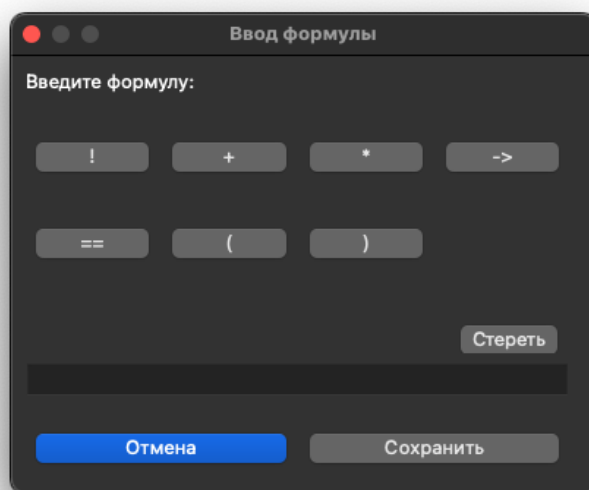 Ввод формулы
Введите формулу:
! + * ->
== ( )
Стереть
Отмена Сохранить